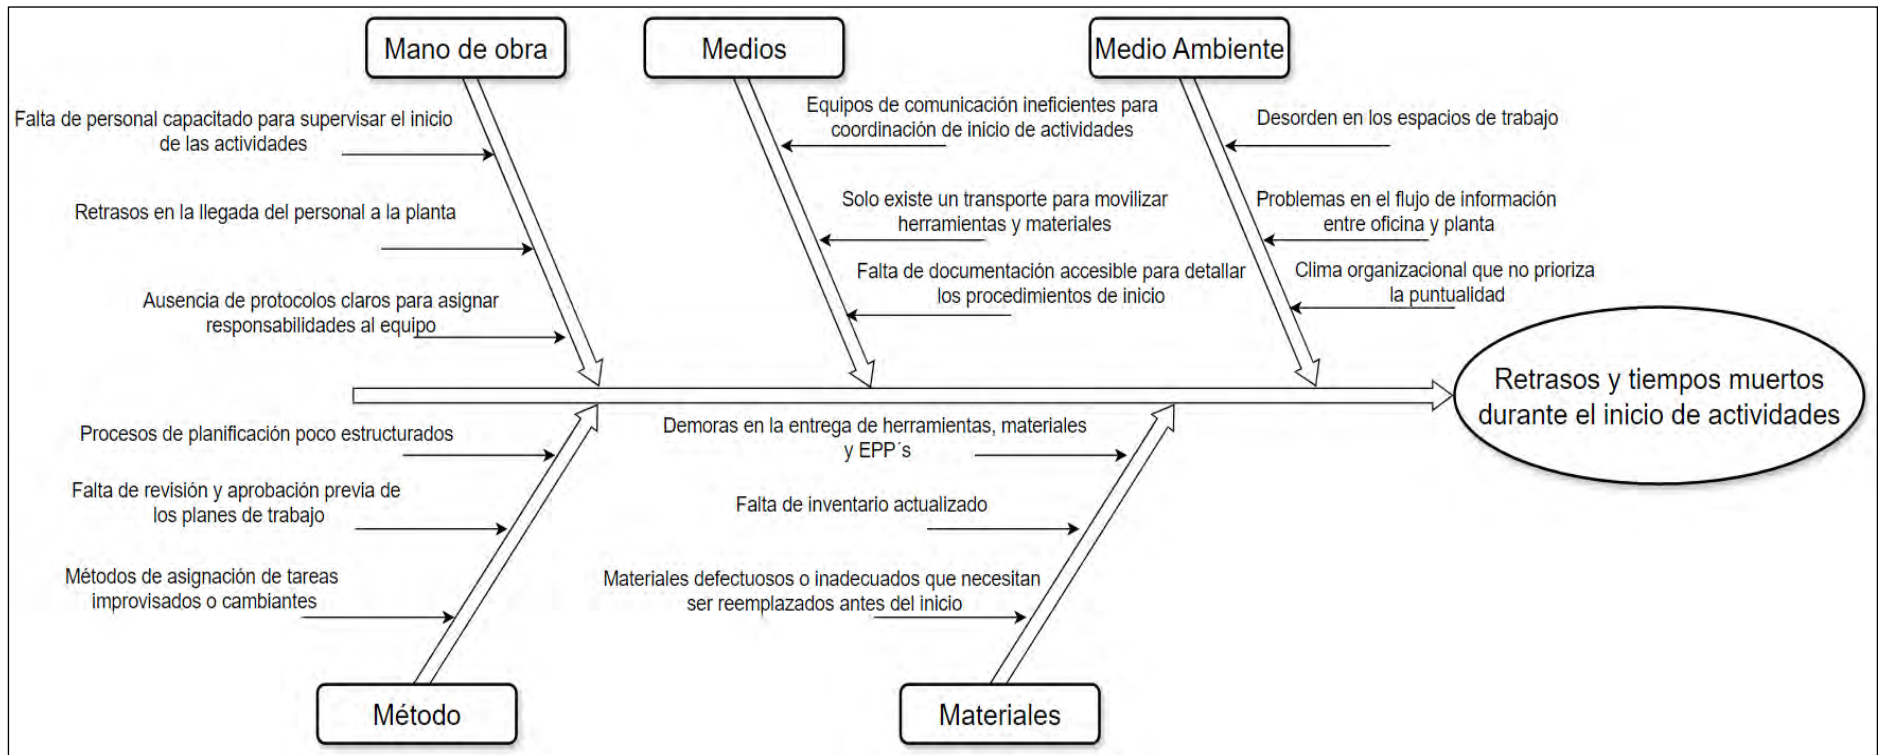 Mano de obra
Medios
Medio Ambiente
Falta de personal capacitado para supervisar el inicio
de las actividades
Retrasos en la llegada del personal a la planta
Ausencia de protocolos claros para asignar
responsabilidades al equipo
Equipos de comunicación ineficientes para
coordinación de inicio de actividades
Solo existe un transporte para movilizar
herramientas y materiales
Falta de documentación accesible para detallar
los procedimientos de inicio
Desorden en los espacios de trabajo
Problemas en el flujo de información
entre oficina y planta
Clima organizacional que no prioriza
la puntualidad
Retrasos y tiempos muertos
durante el inicio de actividades
Procesos de planificación poco estructurados
Falta de revisión y aprobación previa de
los planes de trabajo
Métodos de asignación de tareas
improvisados o cambiantes
Demoras en la entrega de herramientas, materiales
y EPP´s
Falta de inventario actualizado
Materiales defectuosos o inadecuados que necesitan
ser reemplazados antes del inicio
Método
Materiales